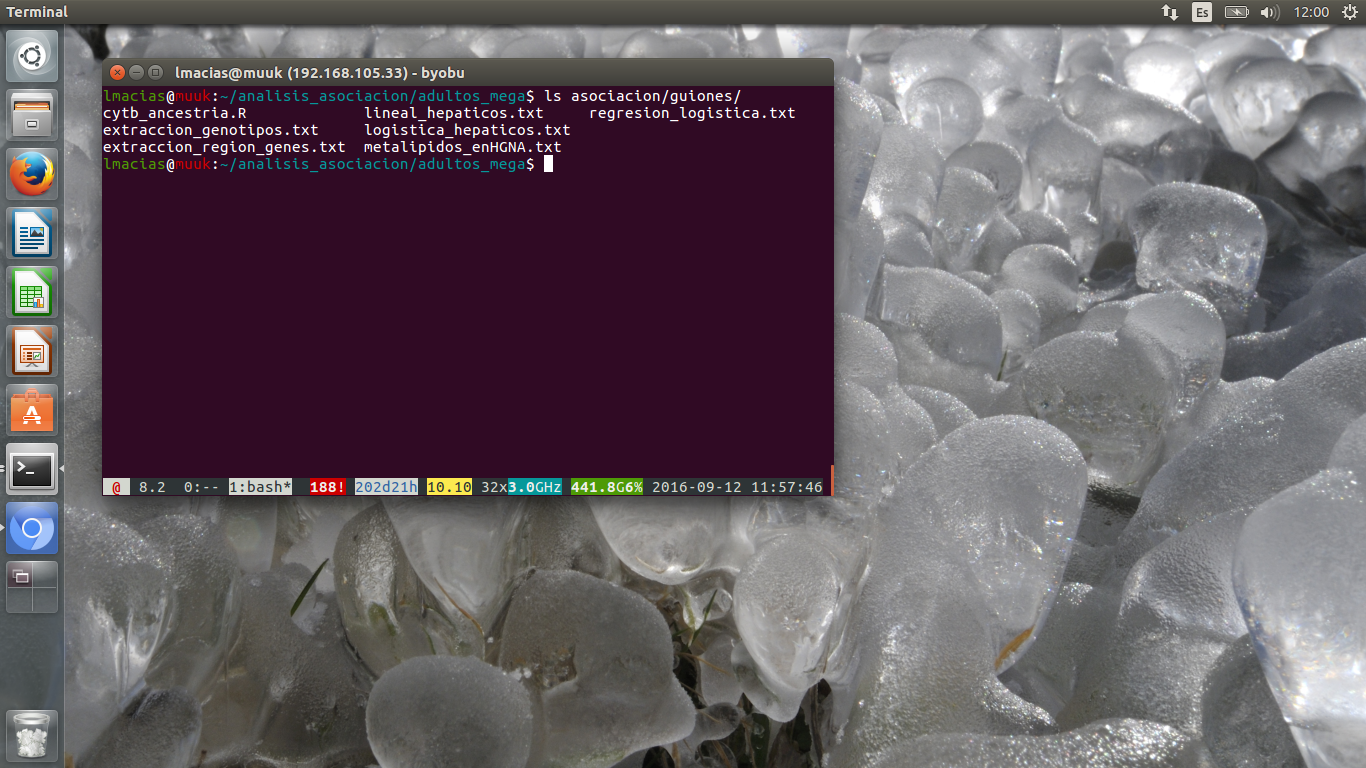 Terminal
Es
12:00
lmacias@muuk (192.168.105.33) - byobu
lmacias@muuk:~/analisis_asociacion/adultos_mega$ ls asociacion/guiones/
cytb_ancestria.R lineal_hepaticos.txt regresion_logistica.txt
extraccion_genotipos.txt logistica_hepaticos.txt
extraccion_region_genes.txt metalipidos_enHGNA.txt
lmacias@muuk:~/analisis_asociacion/adultos_mega$
@ 8.2 0:-- 1:bash* 188! 202d21h 10.10 32x3.0GHz 441.8G6% 2016-09-12 11:57:46